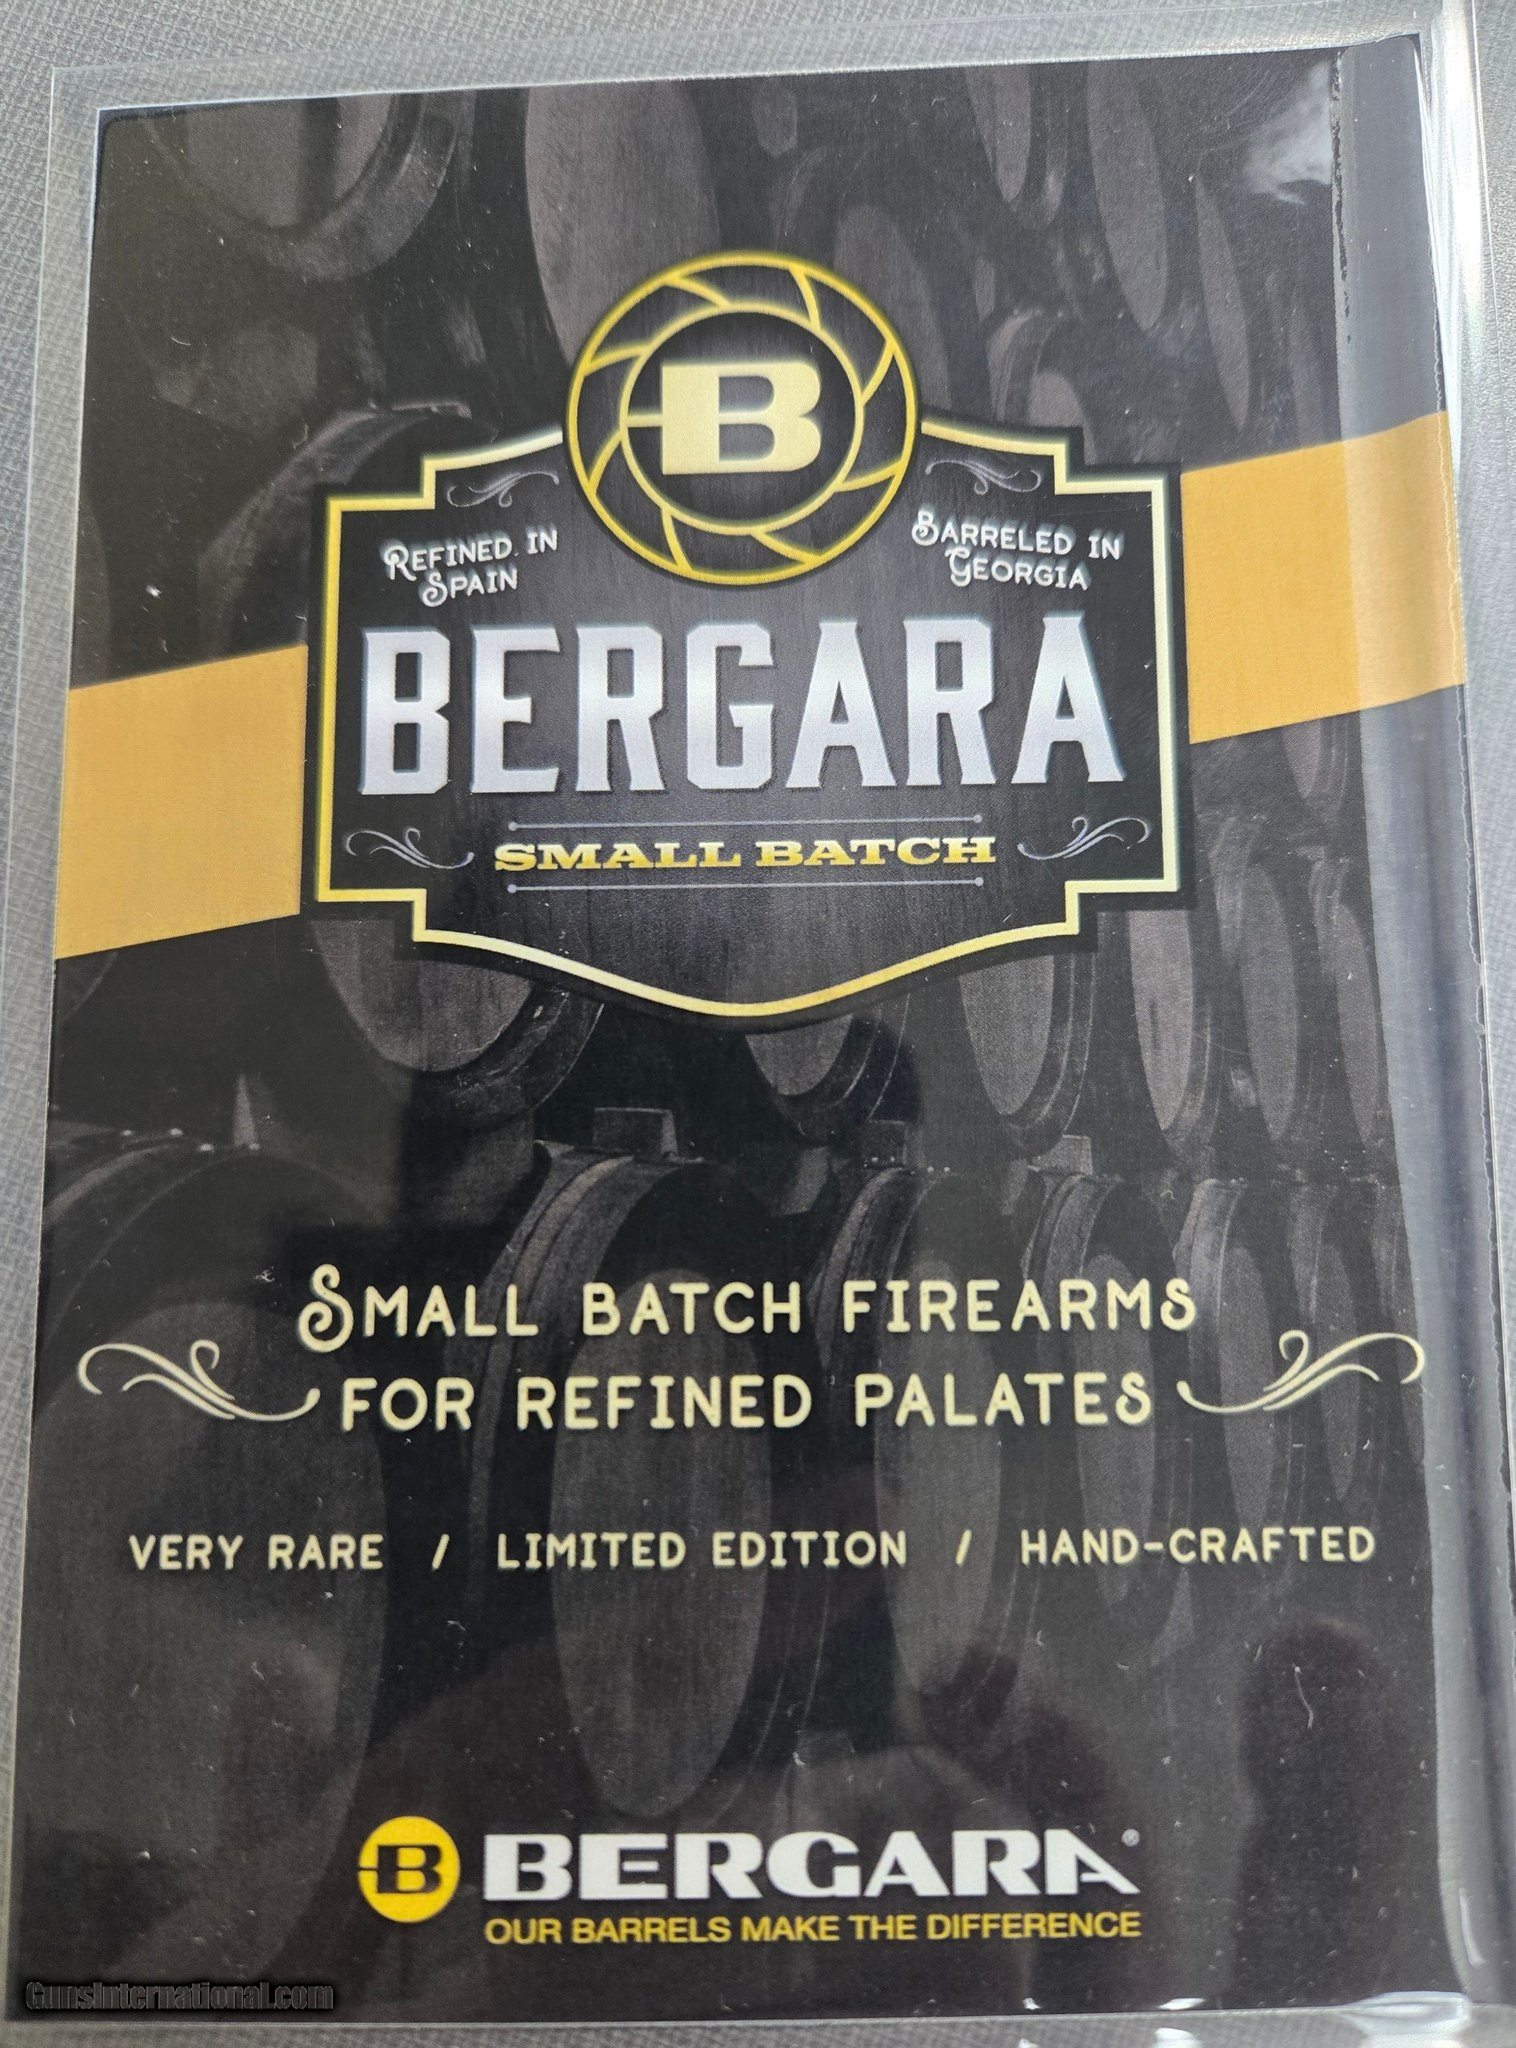 B
REFINED IN
SPAIN
BARRELED IN
GEORGIA
BERGARA
SMALL BATCH
SMALL BATCH FIREARMS
FOR REFINED PALATES
VERY RARE / LIMITED EDITION / HAND-CRAFTED
B BERGARA®
OUR BARRELS MAKE THE DIFFERENCE
GunsInternational.com